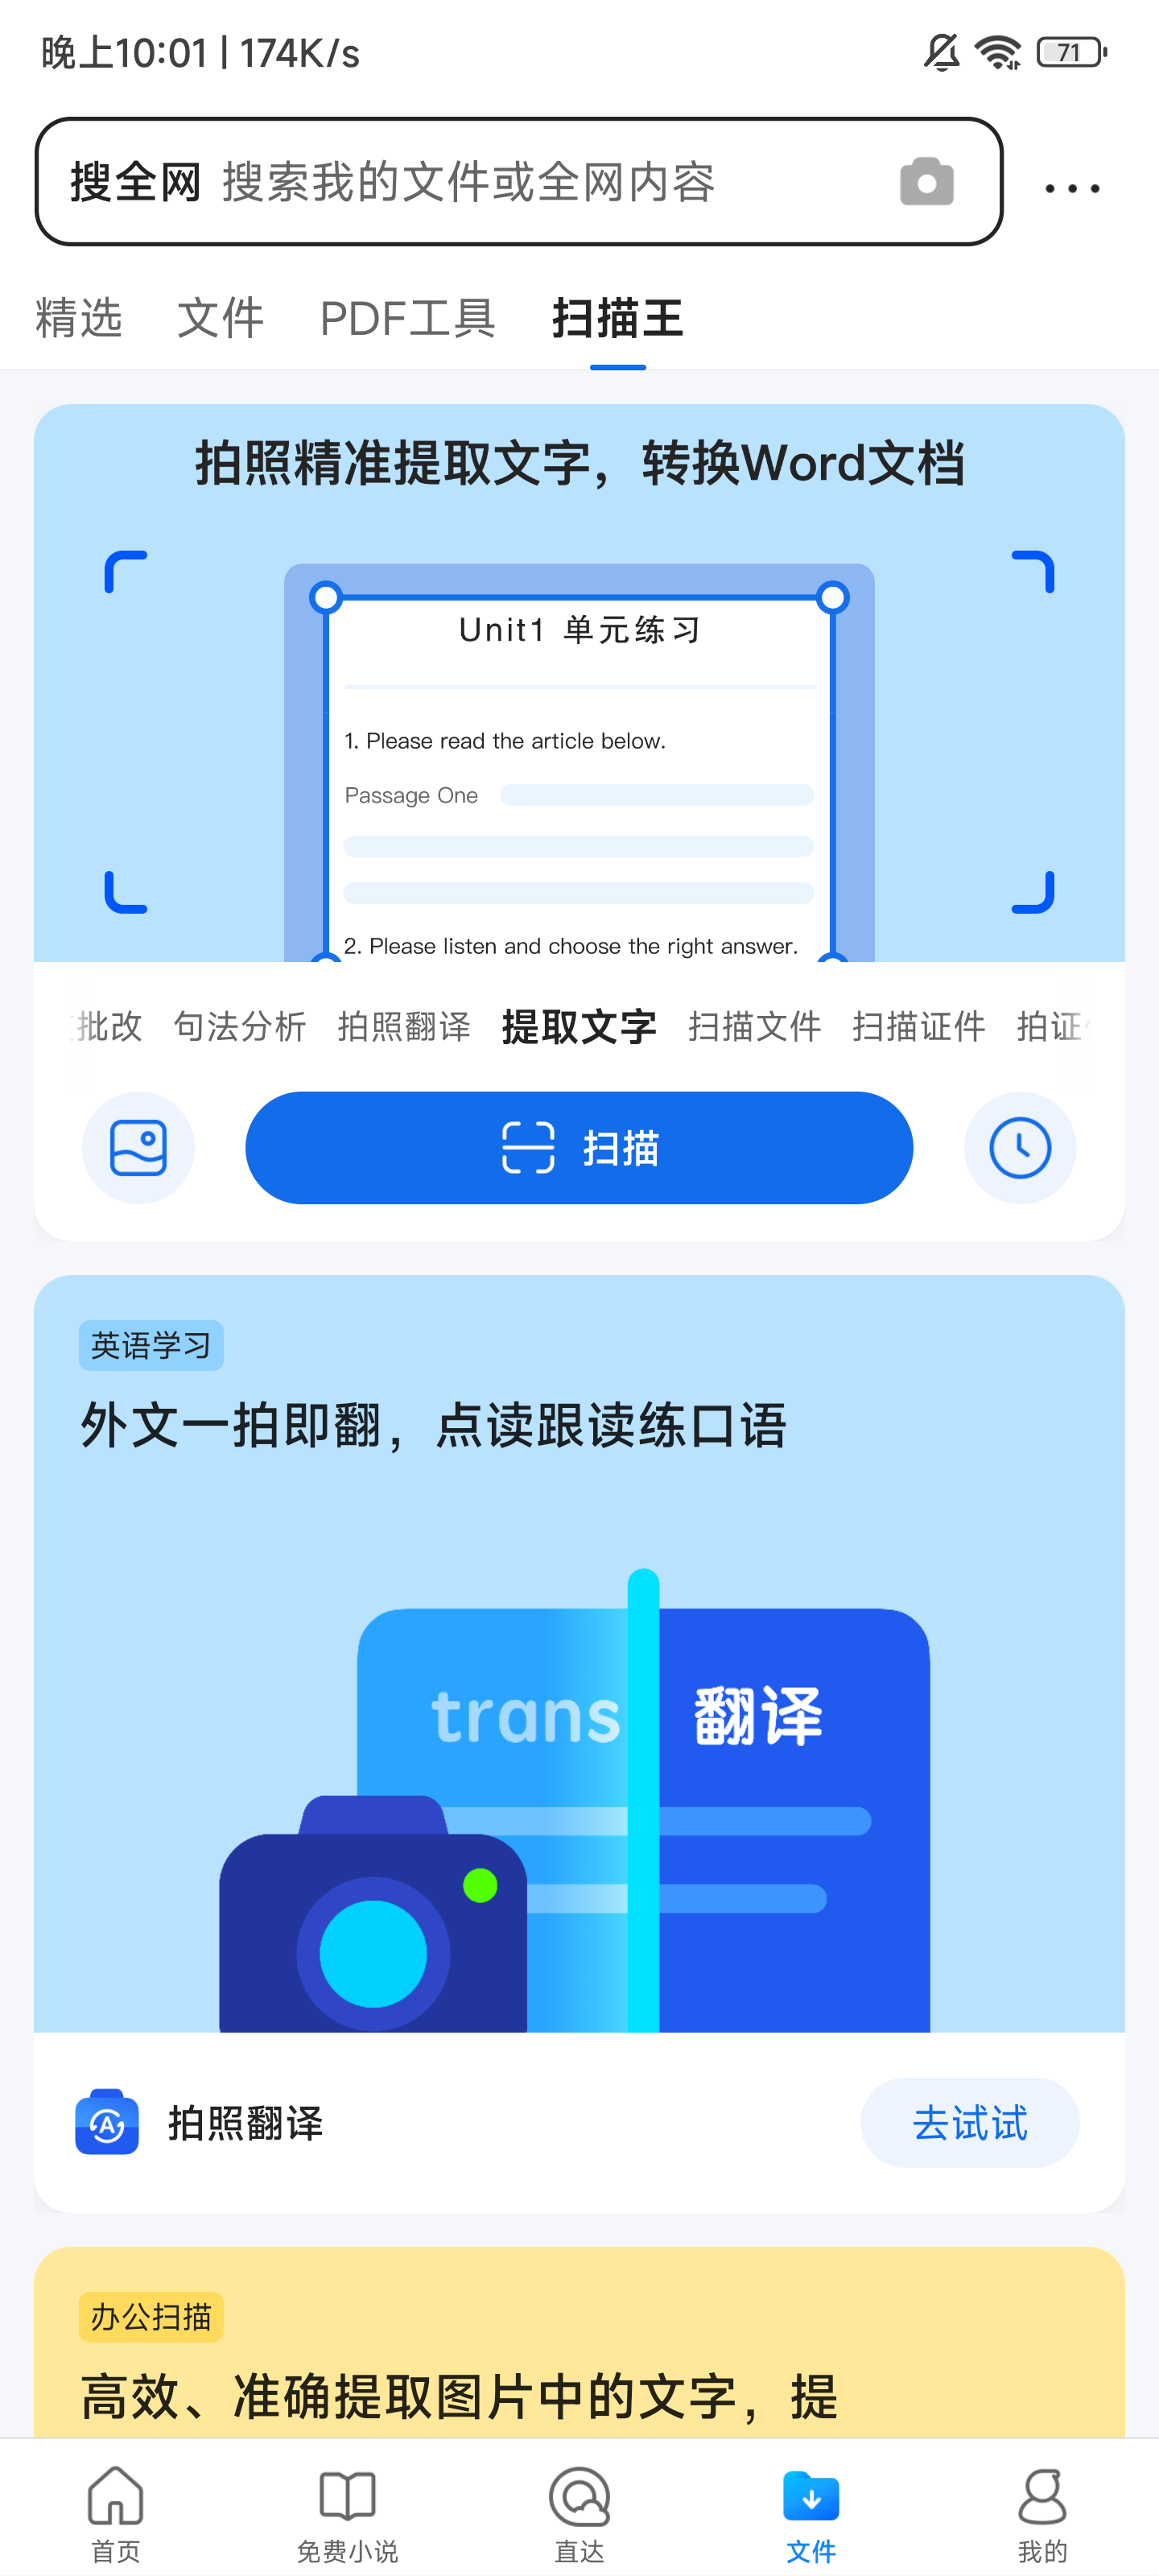 晚上10:01 | 174K/s
71
搜全网 搜索我的文件或全网内容
精选 文件 PDF工具 扫描王
拍照精准提取文字，转换Word文档
Unit1 单元练习
1. Please read the article below.
Passage One
2. Please listen and choose the right answer.
批改 句法分析 拍照翻译 提取文字 扫描文件 扫描证件 拍证
扫描
英语学习
外文一拍即翻，点读跟读练口语
trans 翻译
A
拍照翻译 去试试
办公扫描
高效、准确提取图片中的文字，提
首页 免费小说 直达 文件 我的